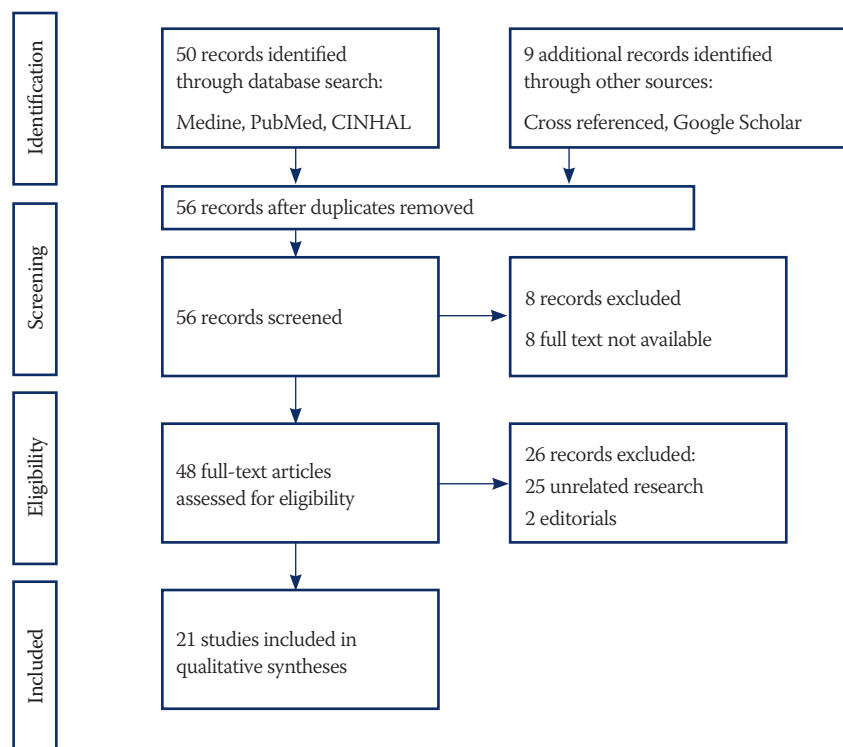 Identification
50 records identified
through database search:
Medine, PubMed, CINHAL
9 additional records identified
through other sources:
Cross referenced, Google Scholar
56 records after duplicates removed
Screening
56 records screened
8 records excluded
8 full text not available
Eligibility
48 full-text articles
assessed for eligibility
26 records excluded:
25 unrelated research
2 editorials
Included
21 studies included in
qualitative syntheses